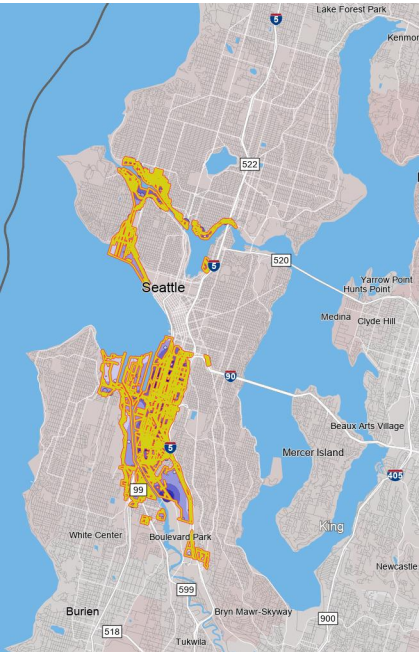 Lake Forest Park
5
Kenmor
522
520
5
Seattle
Yarrow Point
Hunts Point
Medina
Clyde Hill
90
Beaux Arts Village
5
Mercer Island
405
99
King
White Center
Boulevard Park
Newcastle
599
Burien
Bryn Mawr-Skyway
518
900
Tukwila